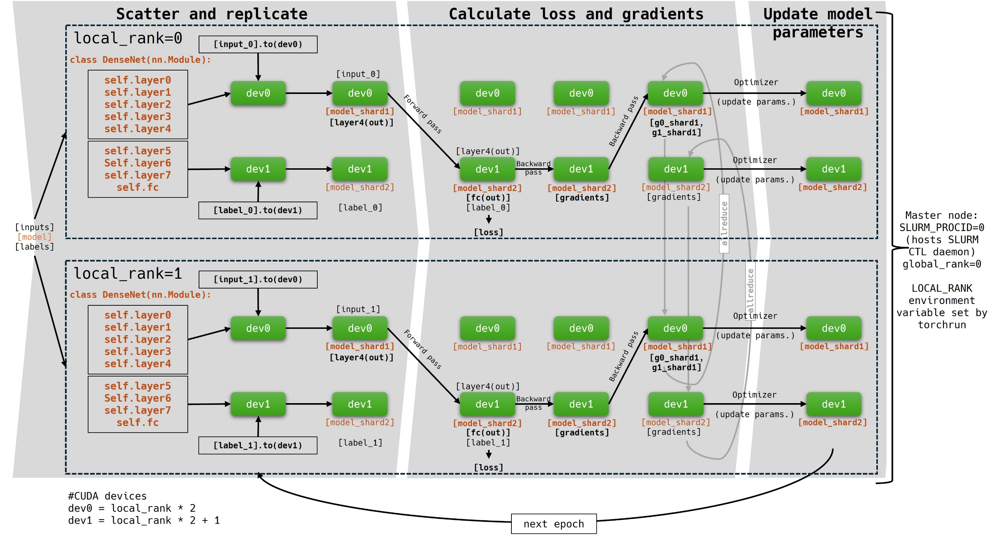 Scatter and replicate
Calculate loss and gradients
Update model
parameters
local_rank=0
[input_0].to(dev0)
class DenseNet(nn.Module):
self.layer0
self.layer1
self.layer2
self.layer3
self.layer4
self.layer5
Self.layer6
self.layer7
self.fc
dev0
dev1
[label_0].to(dev1)
[input_0]
dev0
[model_shard1]
[layer4(out)]
dev1
[model_shard2]
[label_0]
Forward pass
dev0
[model_shard1]
[layer4(out)]
dev1
[model_shard2]
[fc(out)]
[label_0]
[loss]
Backward
pass
dev0
[model_shard1]
dev1
[model_shard2]
[gradients]
Backward pass
dev0
[model_shard1]
[g0_shard1,
g1_shard1]
dev1
[model_shard2]
[gradients]
Optimizer
(update params.)
Optimizer
(update params.)
dev0
[model_shard1]
dev1
[model_shard2]
allreduce
allreduce
[inputs]
[model]
[labels]
local_rank=1
[input_1].to(dev0)
class DenseNet(nn.Module):
self.layer0
self.layer1
self.layer2
self.layer3
self.layer4
self.layer5
Self.layer6
self.layer7
self.fc
dev0
dev1
[label_1].to(dev1)
[input_1]
dev0
[model_shard1]
[layer4(out)]
dev1
[model_shard2]
[label_1]
Forward pass
dev0
[model_shard1]
[layer4(out)]
dev1
[model_shard2]
[fc(out)]
[label_1]
[loss]
Backward
pass
dev0
[model_shard1]
dev1
[model_shard2]
[gradients]
Backward pass
dev0
[model_shard1]
[g0_shard1,
g1_shard1]
dev1
[model_shard2]
[gradients]
Optimizer
(update params.)
Optimizer
(update params.)
dev0
[model_shard1]
dev1
[model_shard2]
Master node:
SLURM_PROCID=0
(hosts SLURM
CTL daemon)
global_rank=0
LOCAL_RANK
environment
variable set by
torchrun
#CUDA devices
dev0 = local_rank * 2
dev1 = local_rank * 2 + 1
next epoch